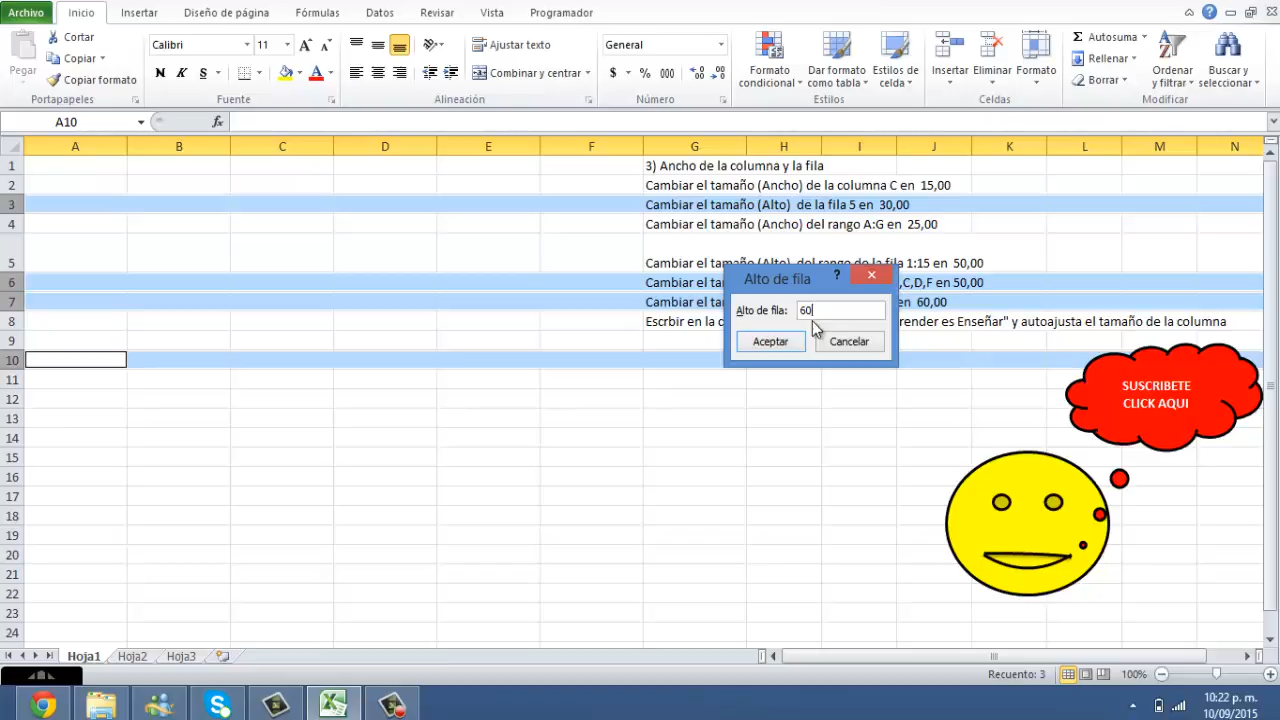 Archivo Inicio Insertar Diseño de página Fórmulas Datos Revisar Vista Programador
Pegar
Cortar
Copiar
Copiar formato
Portapapeles
Calibri 11
N K S
Fuente
Ajustar texto
Combinar y centrar
Alineación
General
$ % 000
Número
Formato condicional
Dar formato como tabla
Estilos de celda
Estilos
Insertar Eliminar Formato
Celdas
Autosuma
Rellenar
Borrar
Ordenar y filtrar
Buscar y seleccionar
Modificar
A10 fx
A B C D E F G H I J K L M N
1 3) Ancho de la columna y la fila
2 Cambiar el tamaño (Ancho) de la columna C en 15,00
3 Cambiar el tamaño (Alto) de la fila 5 en 30,00
4 Cambiar el tamaño (Ancho) del rango A:G en 25,00
5 Cambiar el tamaño (Alto) del rango de la fila 1:15 en 50,00
6 Cambiar el ,C,D,F en 50,00
7 Cambiar el en 60,00
8 Escrbir en la render es Enseñar" y autoajusta el tamaño de la columna
9
10
11
12
13
14
15
16
17
18
19
20
21
22
23
24
Alto de fila ?
Alto de fila: 60
Aceptar Cancelar
SUSCRIBETE
CLICK AQUI
Hoja1 Hoja2 Hoja3
Recuento: 3 100%
10:22 p. m.
10/09/2015